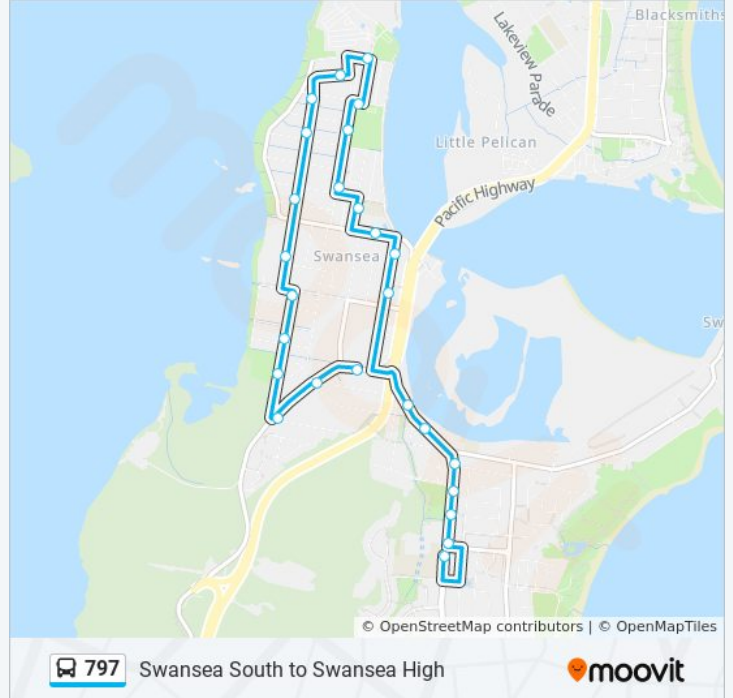 Blacksmiths
Lakeview Parade
Little Pelican
Pacific Highway
Swansea
Sw
© OpenStreetMap contributors | © OpenMapTiles
797 Swansea South to Swansea High
moovit